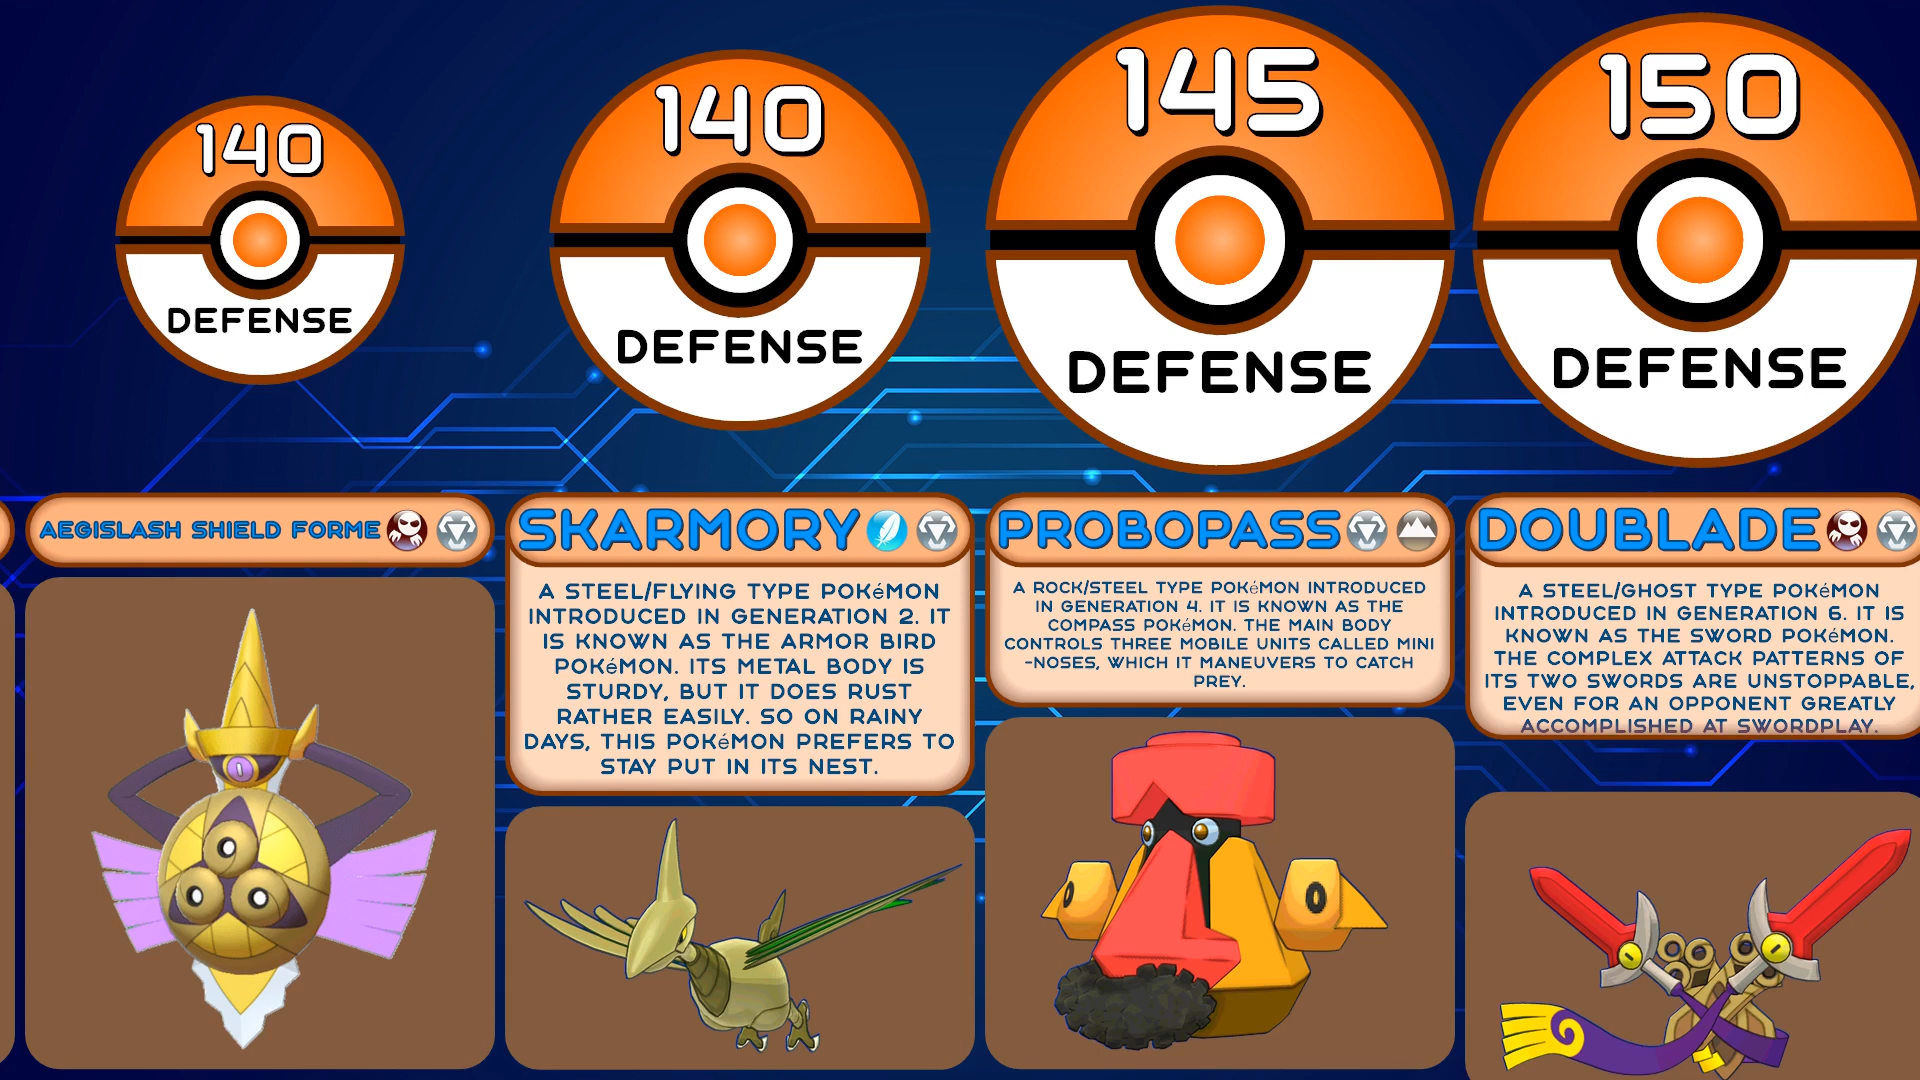 140
DEFENSE
AEGISLASH SHIELD FORME
140
DEFENSE
SKARMORY
A STEEL/FLYING TYPE POKéMON
INTRODUCED IN GENERATION 2. IT
IS KNOWN AS THE ARMOR BIRD
POKéMON. ITS METAL BODY IS
STURDY, BUT IT DOES RUST
RATHER EASILY. SO ON RAINY
DAYS, THIS POKéMON PREFERS TO
STAY PUT IN ITS NEST.
145
DEFENSE
PROBOPASS
A ROCK/STEEL TYPE POKéMON INTRODUCED
IN GENERATION 4. IT IS KNOWN AS THE
COMPASS POKéMON. THE MAIN BODY
CONTROLS THREE MOBILE UNITS CALLED MINI
-NOSES, WHICH IT MANEUVERS TO CATCH
PREY.
150
DEFENSE
DOUBLADE
A STEEL/GHOST TYPE POKéMON
INTRODUCED IN GENERATION 6. IT IS
KNOWN AS THE SWORD POKéMON.
THE COMPLEX ATTACK PATTERNS OF
ITS TWO SWORDS ARE UNSTOPPABLE,
EVEN FOR AN OPPONENT GREATLY
ACCOMPLISHED AT SWORDPLAY.